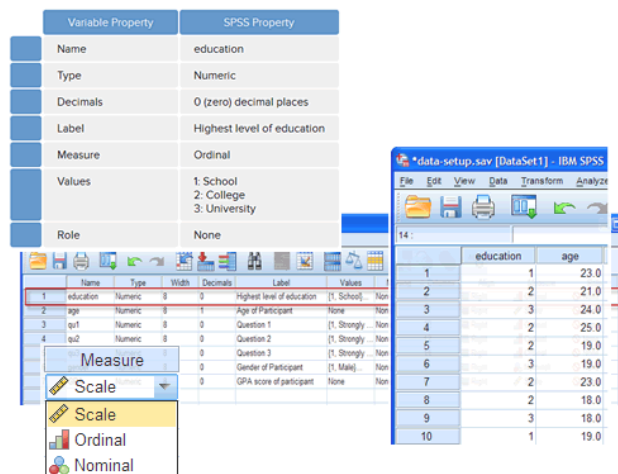 Variable Property SPSS Property
Name education
Type Numeric
Decimals 0 (zero) decimal places
Label Highest level of education
Measure Ordinal
Values 1: School
2: College
3: University
Role None
Name Type Width Decimals Label Values
1 education Numeric 8 0 Highest level of education [1, School]... Non
2 age Numeric 8 1 Age of Participant None Non
3 qu1 Numeric 8 0 Question 1 [1, Strongly ... Non
4 qu2 Numeric 8 0 Question 2 [1, Strongly ... Non
0 Question 3 [1, Strongly ... Non
0 Gender of Participant [1, Male]... Non
0 GPA score of participant None Non
Measure
Scale
Scale
Ordinal
Nominal
*data-setup.sav [DataSet1] - IBM SPSS
File Edit View Data Transform Analyze
14 :
education age
1 1 23.0
2 2 21.0
3 3 24.0
4 2 25.0
5 2 19.0
6 3 19.0
7 2 23.0
8 2 18.0
9 3 18.0
10 1 19.0